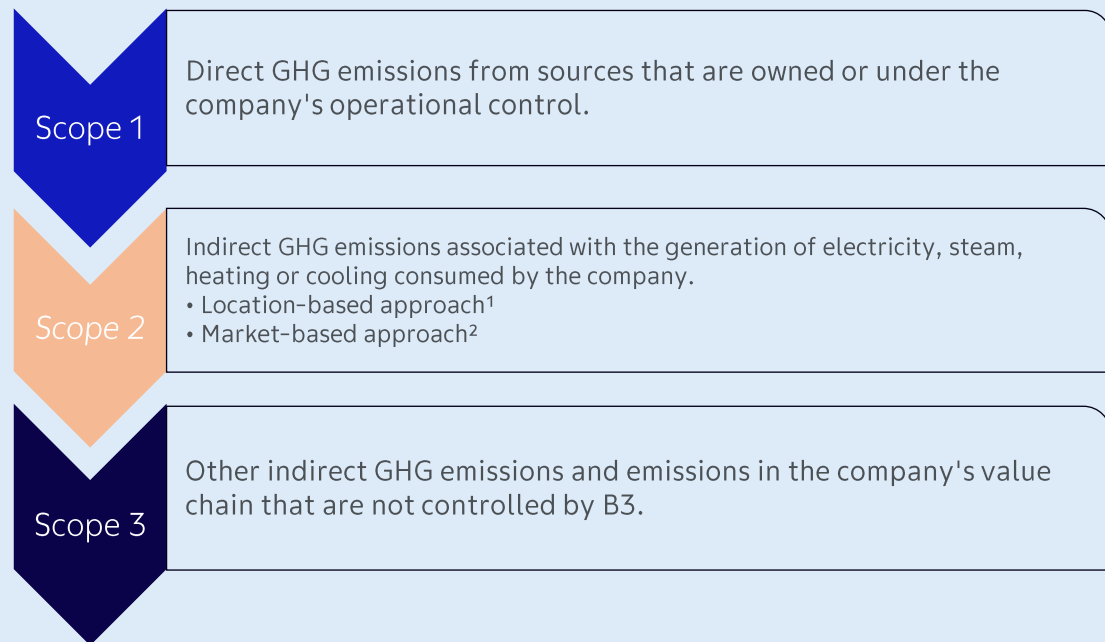 Scope 1
Direct GHG emissions from sources that are owned or under the
company's operational control.
Scope 2
Indirect GHG emissions associated with the generation of electricity, steam,
heating or cooling consumed by the company.
• Location-based approach¹
• Market-based approach²
Scope 3
Other indirect GHG emissions and emissions in the company's value
chain that are not controlled by B3.